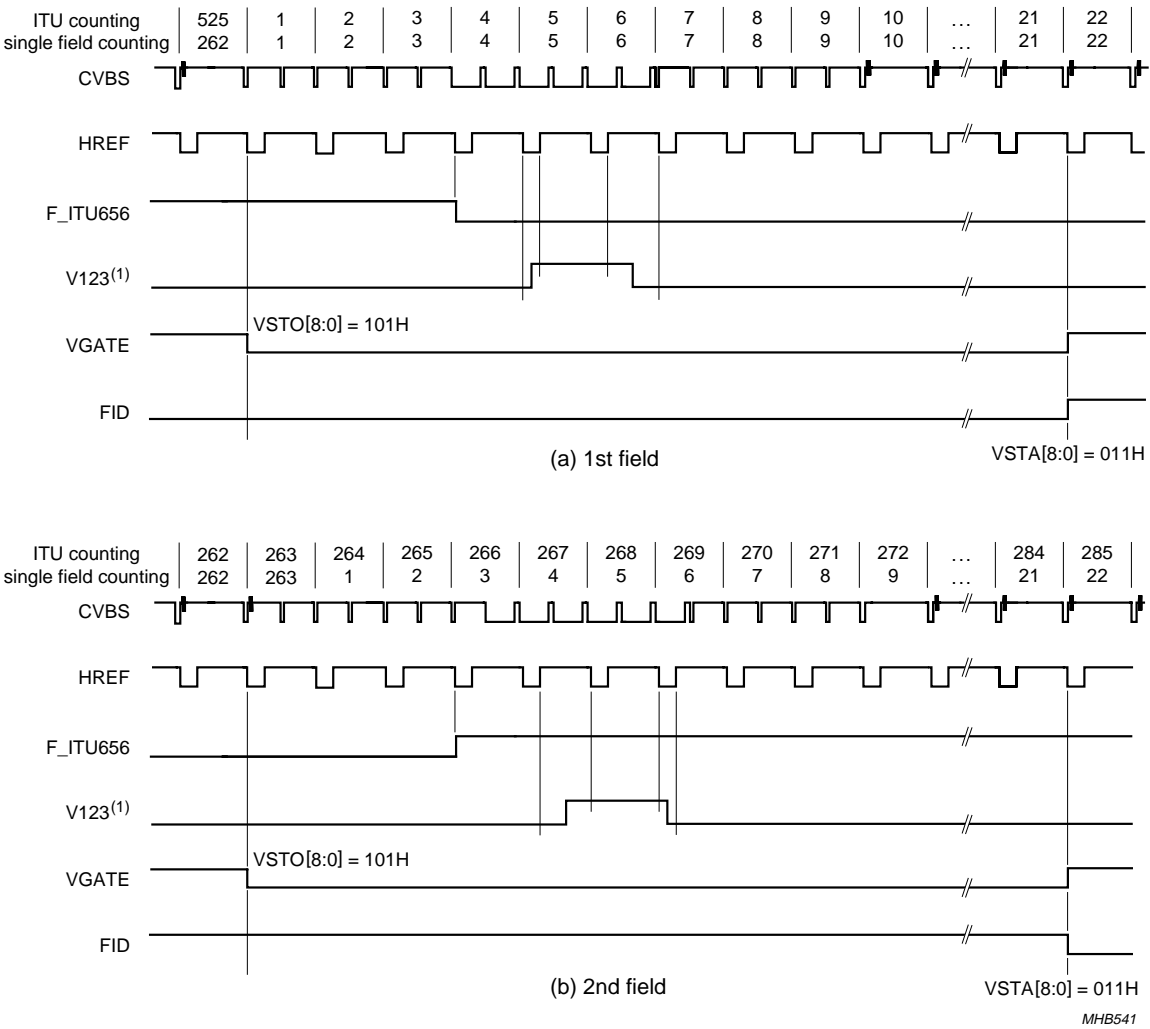 ITU counting 525 1 2 3 4 5 6 7 8 9 10 ... 21 22
single field counting 262 1 2 3 4 5 6 7 8 9 10 ... 21 22
CVBS
HREF
F_ITU656
V123(1)
VSTO[8:0] = 101H
VGATE
FID
(a) 1st field
VSTA[8:0] = 011H
ITU counting 262 263 264 265 266 267 268 269 270 271 272 ... 284 285
single field counting 262 263 1 2 3 4 5 6 7 8 9 ... 21 22
CVBS
HREF
F_ITU656
V123(1)
VSTO[8:0] = 101H
VGATE
FID
(b) 2nd field
VSTA[8:0] = 011H
MHB541